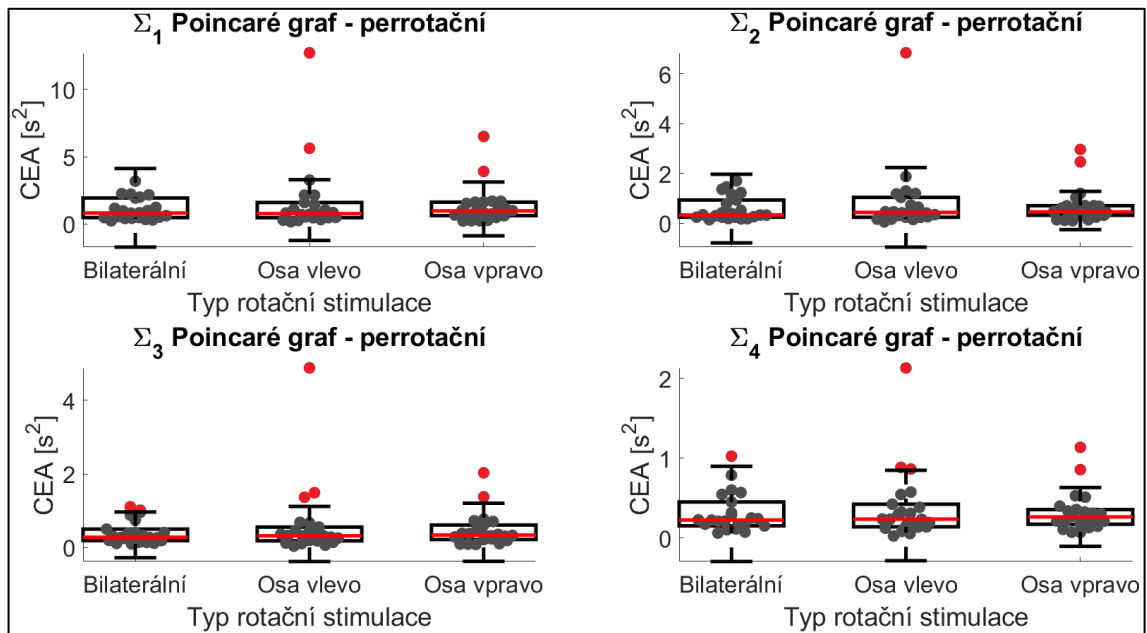 Σ1 Poincaré graf - perrotační
CEA [s2]
10
5
0
Bilaterální Osa vlevo Osa vpravo
Typ rotační stimulace
Σ2 Poincaré graf - perrotační
CEA [s2]
6
4
2
0
Bilaterální Osa vlevo Osa vpravo
Typ rotační stimulace
Σ3 Poincaré graf - perrotační
CEA [s2]
4
2
0
Bilaterální Osa vlevo Osa vpravo
Typ rotační stimulace
Σ4 Poincaré graf - perrotační
CEA [s2]
2
1
0
Bilaterální Osa vlevo Osa vpravo
Typ rotační stimulace